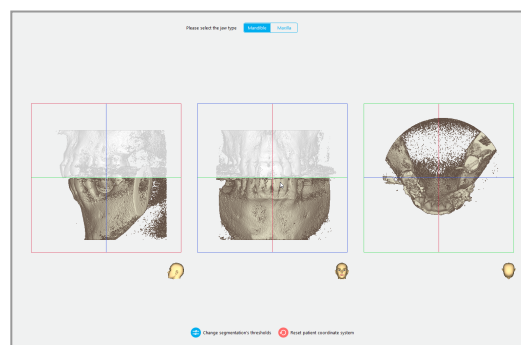 Please select the jaw type
Mandible Maxilla
Change segmentation's thresholds Reset patient coordinate system